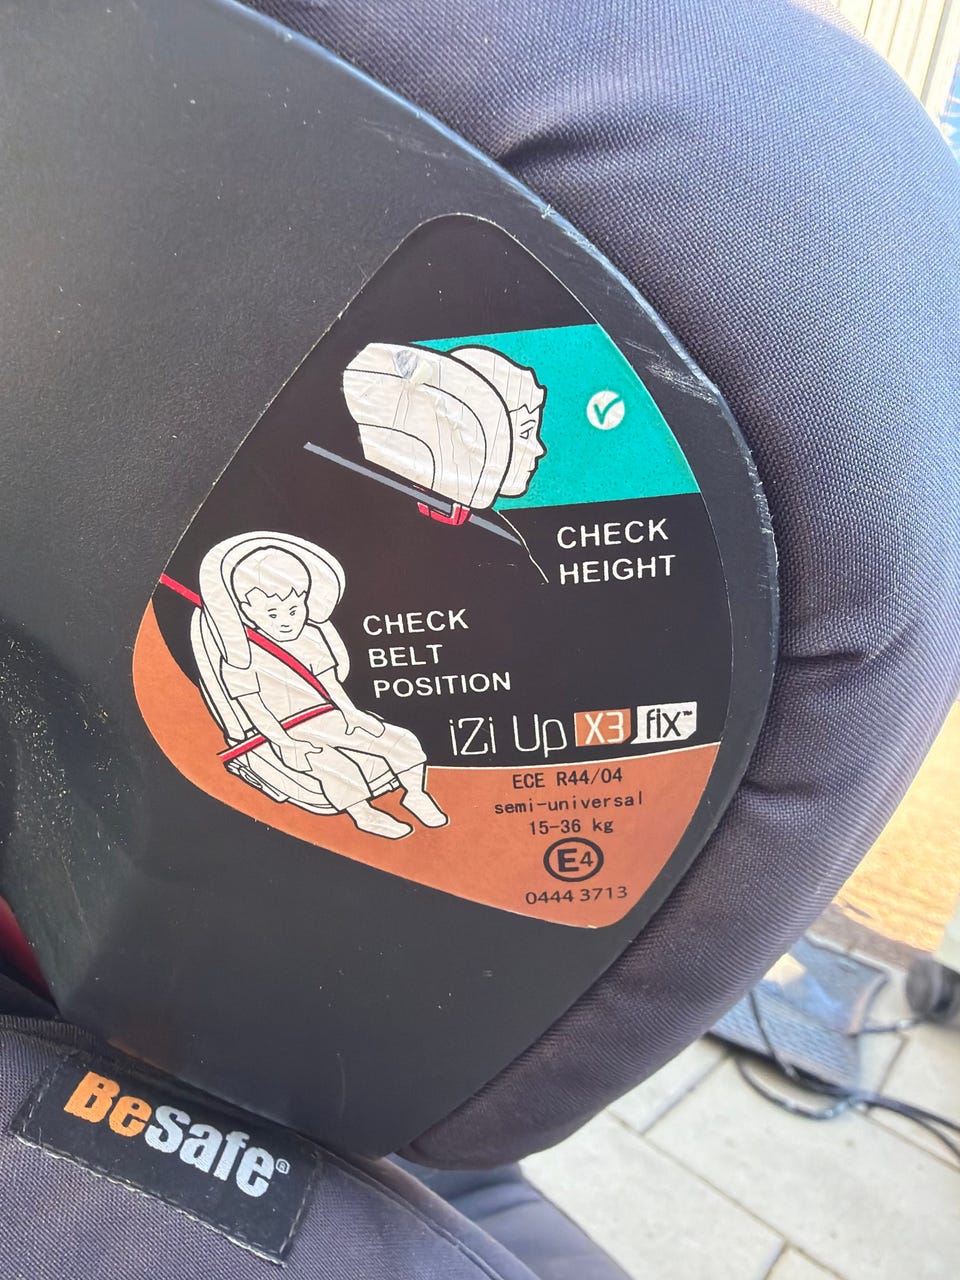 CHECK
HEIGHT
CHECK
BELT
POSITION
iZi Up X3 fix™
ECE R44/04
semi-universal
15-36 kg
E4
0444 3713
BeSafe®